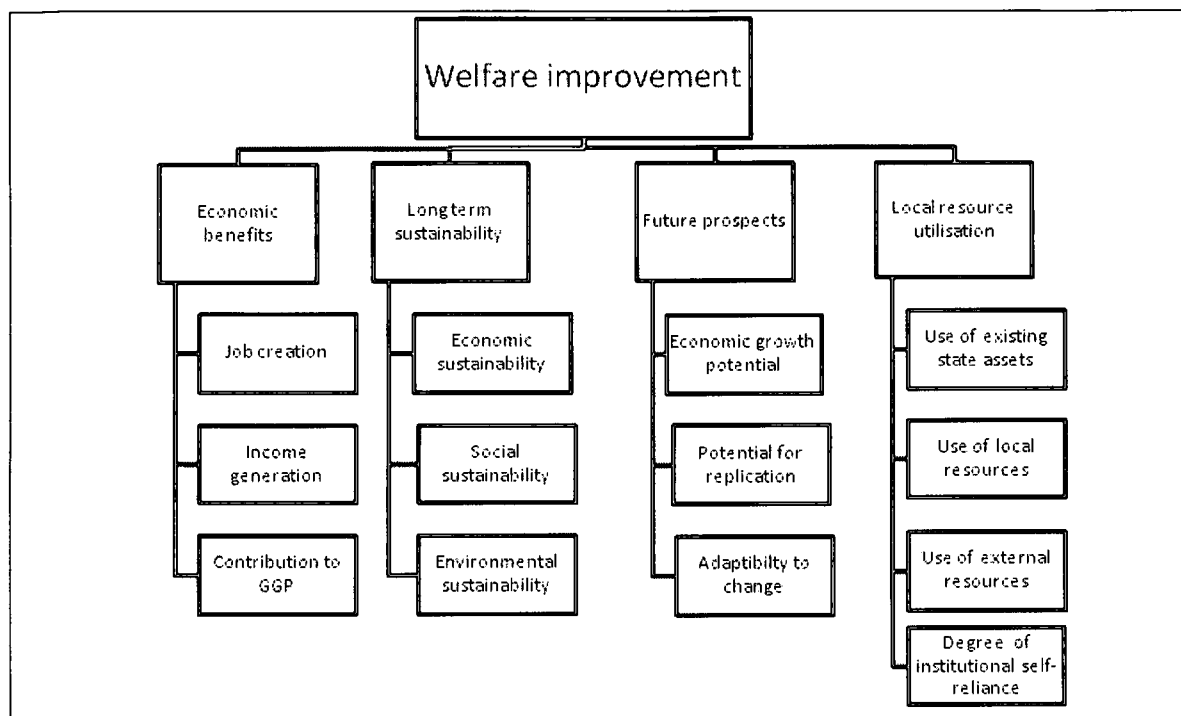 Welfare improvement
Economic
benefits
Long term
sustainability
Future prospects
Local resource
utilisation
Job creation
Income
generation
Contribution to
GGP
Economic
sustainability
Social
sustainability
Environmental
sustainability
Economic growth
potential
Potential for
replication
Adaptibilty to
change
Use of existing
state assets
Use of local
resources
Use of external
resources
Degree of
institutional self-
reliance